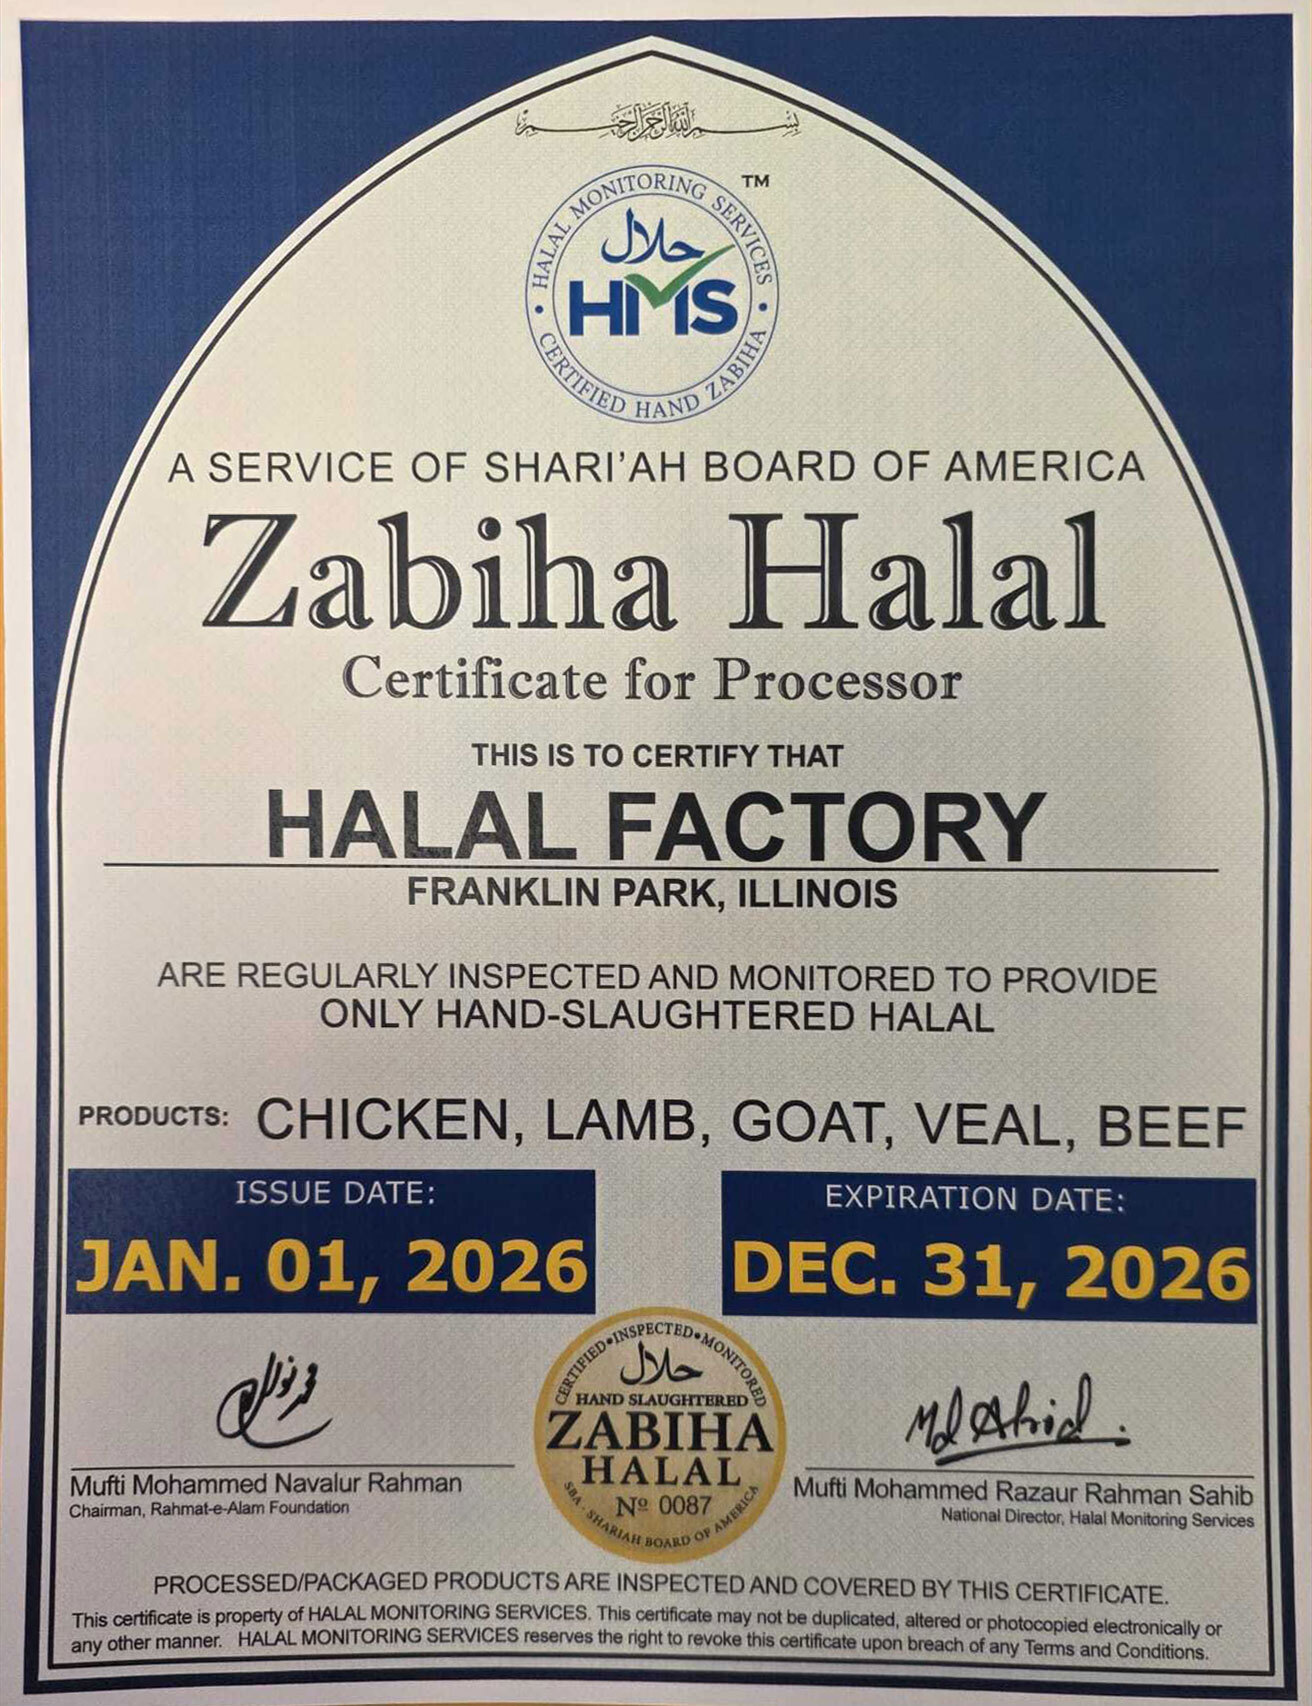 بسم الله الرحمن الرحيم
TM
HALAL MONITORING SERVICES
حلال
HMS
• CERTIFIED HAND ZABIHA •
A SERVICE OF SHARI'AH BOARD OF AMERICA
Zabiha Halal
Certificate for Processor
THIS IS TO CERTIFY THAT
HALAL FACTORY
FRANKLIN PARK, ILLINOIS
ARE REGULARLY INSPECTED AND MONITORED TO PROVIDE
ONLY HAND-SLAUGHTERED HALAL
PRODUCTS: CHICKEN, LAMB, GOAT, VEAL, BEEF
ISSUE DATE:
JAN. 01, 2026
EXPIRATION DATE:
DEC. 31, 2026
CERTIFIED•INSPECTED•MONITORED
حلال
HAND SLAUGHTERED
ZABIHA
HALAL
Nº 0087
SBA - SHARIAH BOARD OF AMERICA
Md Ahid.
Mufti Mohammed Navalur Rahman
Chairman, Rahmat-e-Alam Foundation
Mufti Mohammed Razaur Rahman Sahib
National Director, Halal Monitoring Services
PROCESSED/PACKAGED PRODUCTS ARE INSPECTED AND COVERED BY THIS CERTIFICATE.
This certificate is property of HALAL MONITORING SERVICES. This certificate may not be duplicated, altered or photocopied electronically or
any other manner. HALAL MONITORING SERVICES reserves the right to revoke this certificate upon breach of any Terms and Conditions.